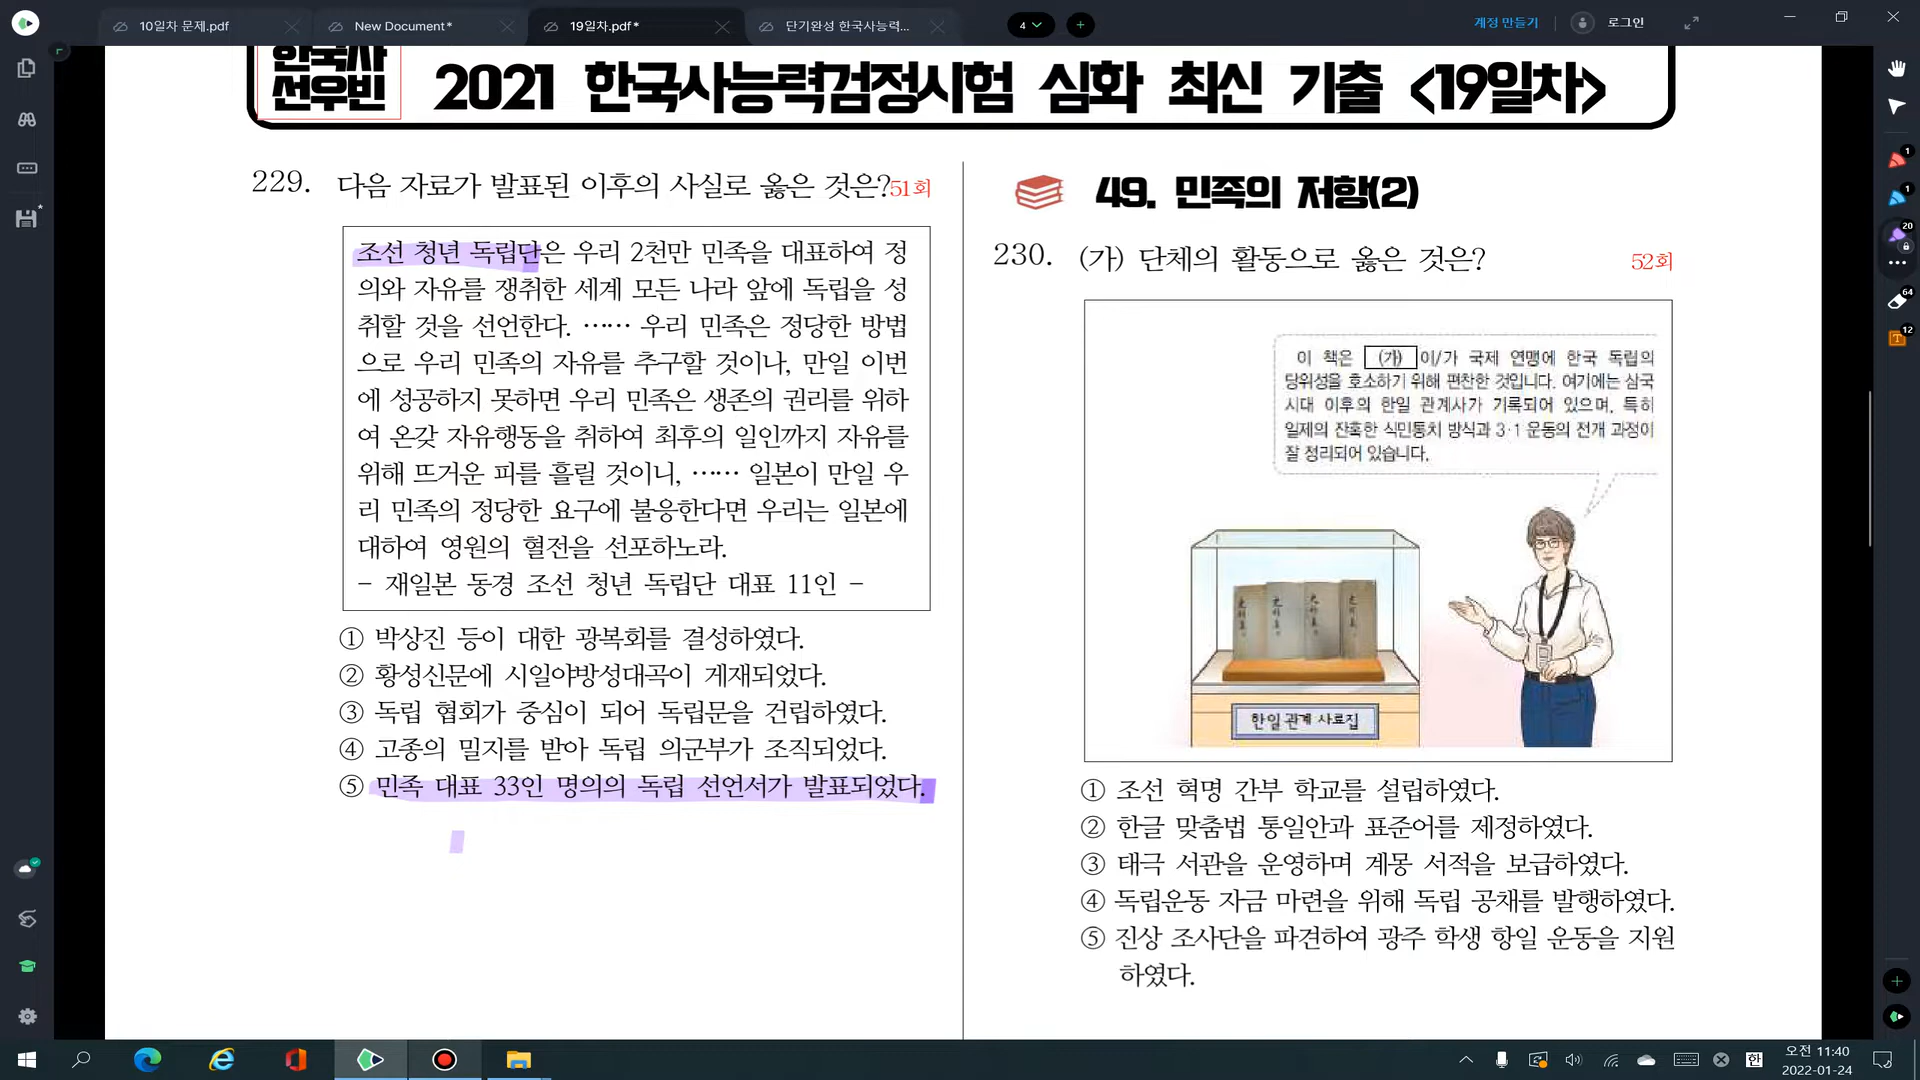 10일차 문제.pdf
New Document*
19일차.pdf*
단기완성 한국사능력...
4
계정 만들기
로그인
한국사
선우빈
2021 한국사능력검정시험 심화 최신 기출 <19일차>
229. 다음 자료가 발표된 이후의 사실로 옳은 것은?51회
조선 청년 독립단은 우리 2천만 민족을 대표하여 정
의와 자유를 쟁취한 세계 모든 나라 앞에 독립을 성
취할 것을 선언한다. …… 우리 민족은 정당한 방법
으로 우리 민족의 자유를 추구할 것이나, 만일 이번
에 성공하지 못하면 우리 민족은 생존의 권리를 위하
여 온갖 자유행동을 취하여 최후의 일인까지 자유를
위해 뜨거운 피를 흘릴 것이니, …… 일본이 만일 우
리 민족의 정당한 요구에 불응한다면 우리는 일본에
대하여 영원의 혈전을 선포하노라.
- 재일본 동경 조선 청년 독립단 대표 11인 -
① 박상진 등이 대한 광복회를 결성하였다.
② 황성신문에 시일야방성대곡이 게재되었다.
③ 독립 협회가 중심이 되어 독립문을 건립하였다.
④ 고종의 밀지를 받아 독립 의군부가 조직되었다.
⑤ 민족 대표 33인 명의의 독립 선언서가 발표되었다.
49. 민족의 저항(2)
230. (가) 단체의 활동으로 옳은 것은? 52회
이 책은 (가) 이/가 국제 연맹에 한국 독립의
당위성을 호소하기 위해 편찬한 것입니다. 여기에는 삼국
시대 이후의 한일 관계사가 기록되어 있으며, 특히
일제의 잔혹한 식민통치 방식과 3·1 운동의 전개 과정이
잘 정리되어 있습니다.
한일 관계 사료집
① 조선 혁명 간부 학교를 설립하였다.
② 한글 맞춤법 통일안과 표준어를 제정하였다.
③ 태극 서관을 운영하며 계몽 서적을 보급하였다.
④ 독립운동 자금 마련을 위해 독립 공채를 발행하였다.
⑤ 진상 조사단을 파견하여 광주 학생 항일 운동을 지원
하였다.
1
1
20
64
12
한
오전 11:40
2022-01-24